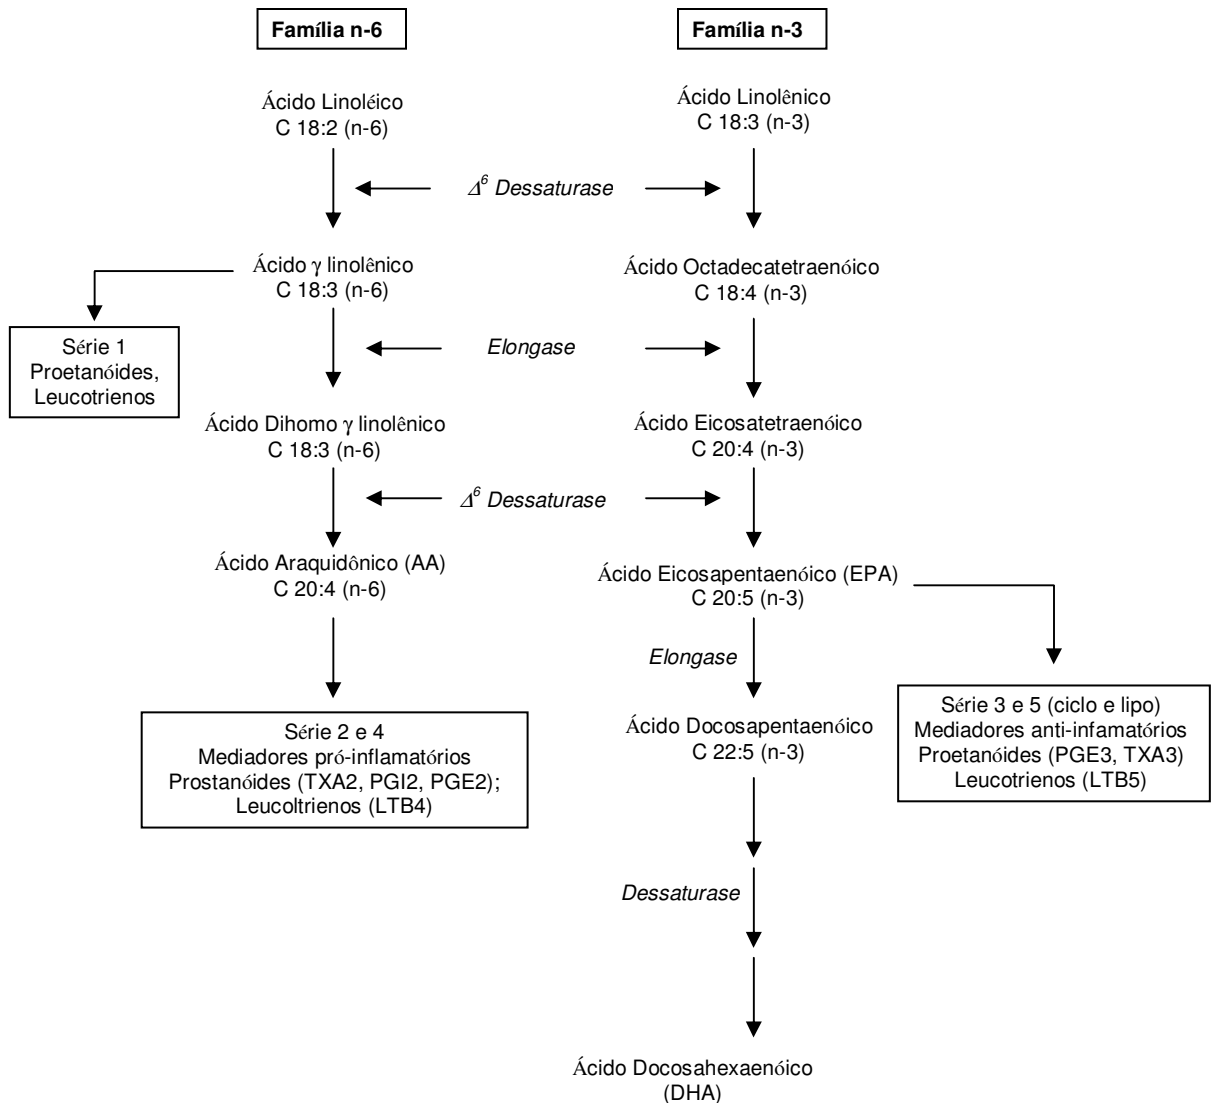 Família n-6
Família n-3
Ácido Linoléico
C 18:2 (n-6)
Ácido Linolênico
C 18:3 (n-3)
Δ⁶ Dessaturase
Ácido γ linolênico
C 18:3 (n-6)
Ácido Octadecatetraenóico
C 18:4 (n-3)
Série 1
Proetanóides,
Leucotrienos
Elongase
Ácido Dihomo γ linolênico
C 18:3 (n-6)
Ácido Eicosatetraenóico
C 20:4 (n-3)
Δ⁶ Dessaturase
Ácido Araquidônico (AA)
C 20:4 (n-6)
Ácido Eicosapentaenóico (EPA)
C 20:5 (n-3)
Elongase
Série 2 e 4
Mediadores pró-inflamatórios
Prostanóides (TXA2, PGI2, PGE2);
Leucoltrienos (LTB4)
Ácido Docosapentaenóico
C 22:5 (n-3)
Série 3 e 5 (ciclo e lipo)
Mediadores anti-infamatórios
Proetanóides (PGE3, TXA3)
Leucotrienos (LTB5)
Dessaturase
Ácido Docosahexaenóico
(DHA)